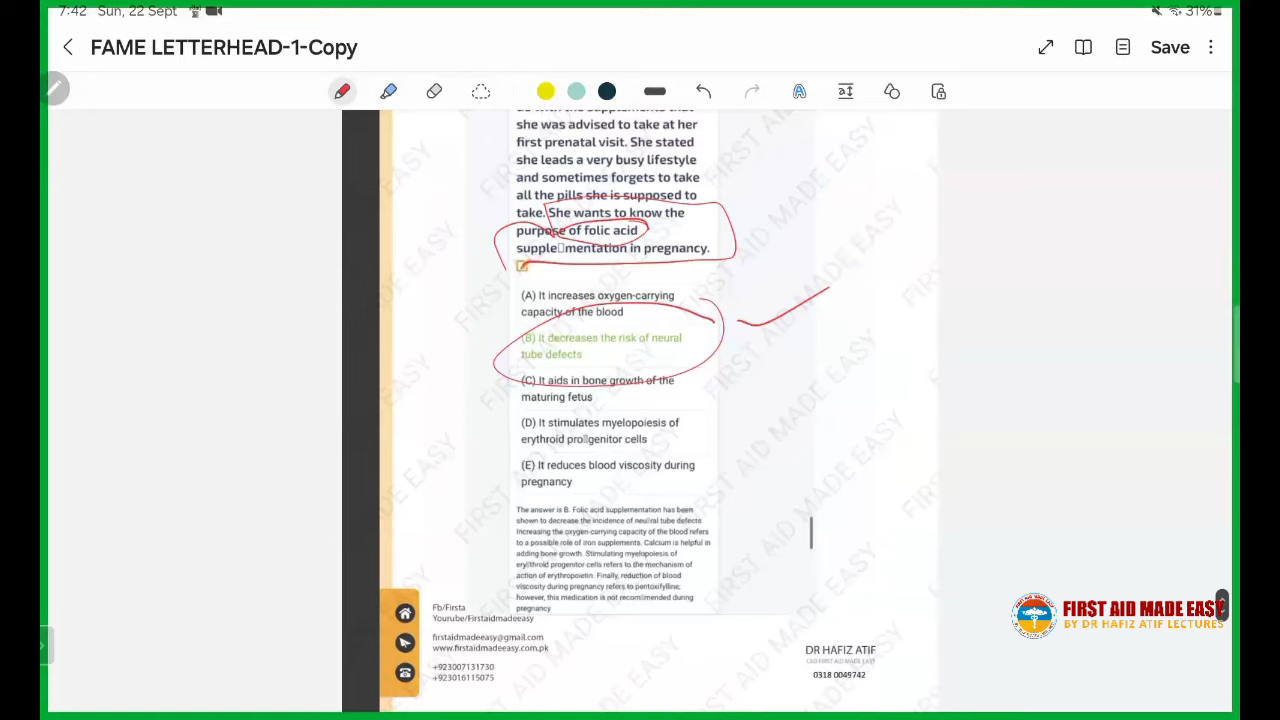 7:42 Sun, 22 Sept
31%
FAME LETTERHEAD-1-Copy
Save
she was advised to take at her
first prenatal visit. She stated
she leads a very busy lifestyle
and sometimes forgets to take
all the pills she is supposed to
take. She wants to know the
purpose of folic acid
supple▯mentation in pregnancy.
(A) It increases oxygen-carrying
capacity of the blood
(B) It decreases the risk of neural
tube defects
(C) It aids in bone growth of the
maturing fetus
(D) It stimulates myelopoiesis of
erythroid pro▯genitor cells
(E) It reduces blood viscosity during
pregnancy
The answer is B. Folic acid supplementation has been
shown to decrease the incidence of neural tube defects
Increasing the oxygen-carrying capacity of the blood refers
to a possible role of iron supplements. Calcium is helpful in
adding bone growth. Stimulating myelopoiesis of
erythroid progenitor cells refers to the mechanism of
action of erythropoietin. Finally, reduction of blood
viscosity during pregnancy refers to pentoxifylline;
however, this medication is not recommended during
pregnancy
Fb/Firsta
Yourube/Firstaidmadeeasy
firstaidmadeeasy@gmail.com
www.firstaidmadeeasy.com.pk
+923007131730
+923016115075
DR HAFIZ ATIF
CEO FIRST AID MADE EASY
0318 0049742
FIRST AID MADE EASY
BY DR HAFIZ ATIF LECTURES